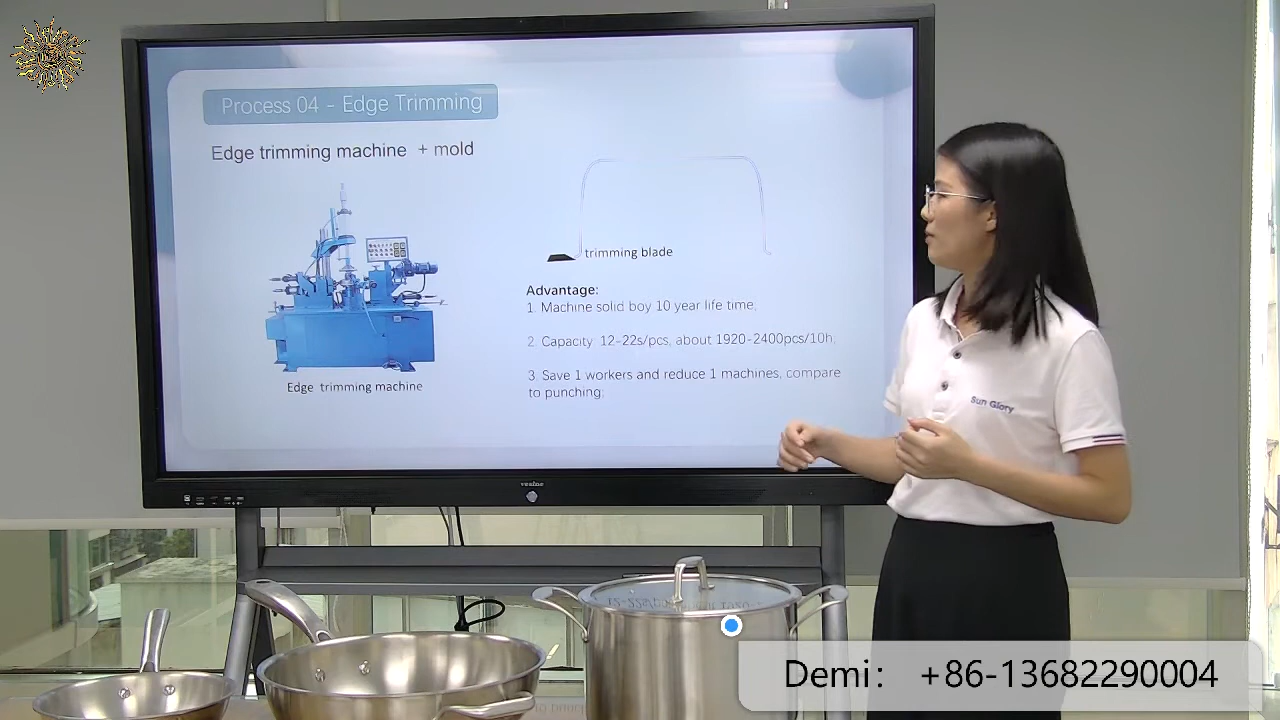 Process 04 - Edge Trimming
Edge trimming machine + mold
trimming blade
Advantage:
1. Machine solid boy 10 year life time,
2. Capacity: 12-22s/pcs, about 1920-2400pcs/10h,
3. Save 1 workers and reduce 1 machines, compare
to punching;
Edge trimming machine
Sun Glory
Demi: +86-13682290004